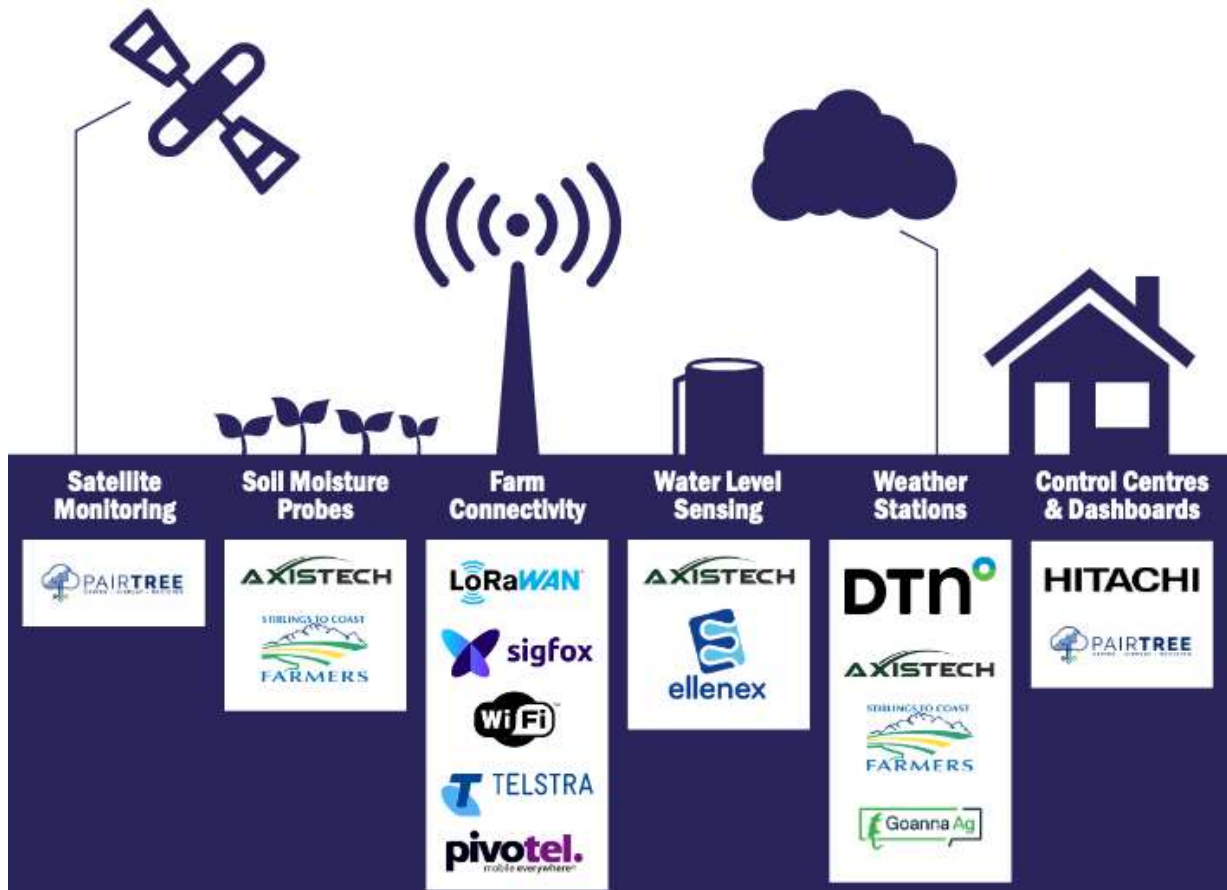 Satellite
Monitoring
PAIRTREE
Soil Moisture
Probes
AXISTECH
STIRLINGS TO COAST
FARMERS
Farm
Connectivity
LoRaWAN
sigfox
WiFi
TELSTRA
pivotel.
mobile everywhere
Water Level
Sensing
AXISTECH
ellenex
Weather
Stations
DTN
AXISTECH
STIRLINGS TO COAST
FARMERS
Goanna Ag
Control Centres
& Dashboards
HITACHI
PAIRTREE